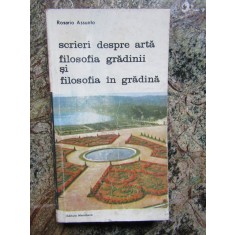 Rosario Assunto
scrieri despre artă
filosofia grădinii
și
filosofia în grădină
Editura Meridiane